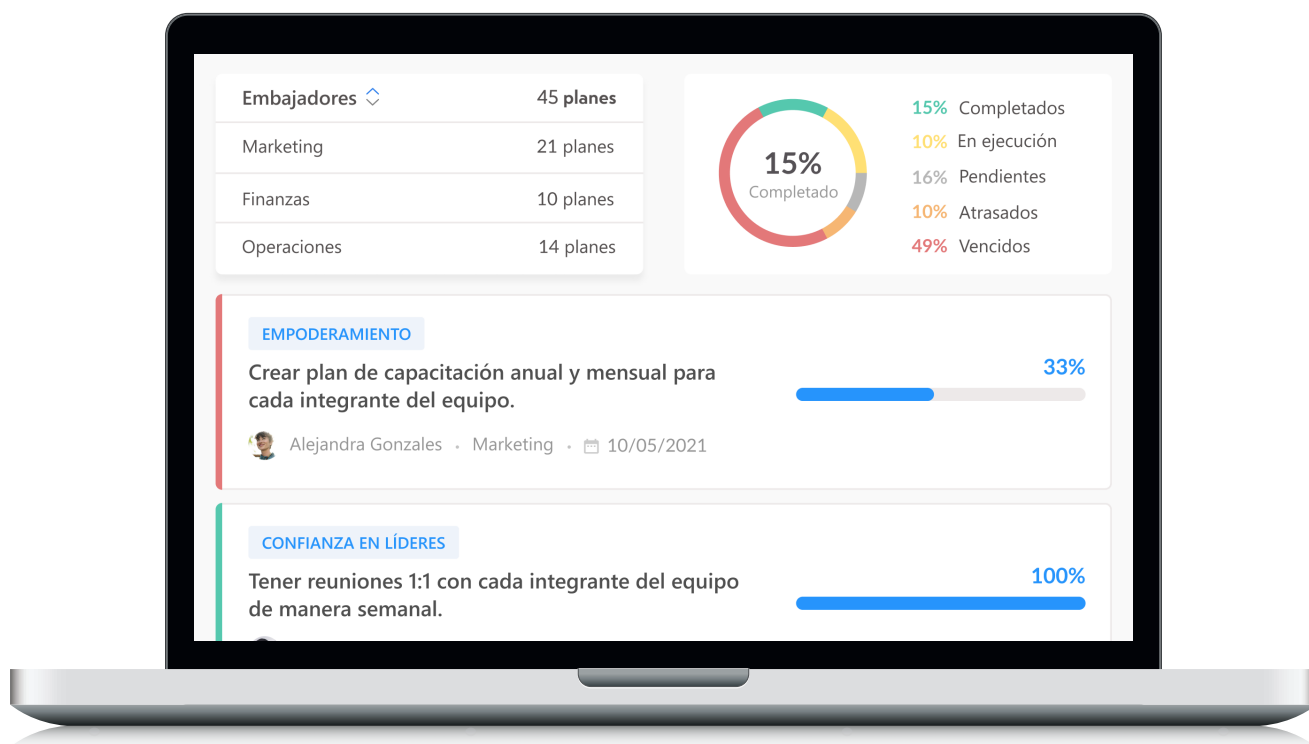 Embajadores 45 planes
Marketing 21 planes
Finanzas 10 planes
Operaciones 14 planes
15%
Completado
15% Completados
10% En ejecución
16% Pendientes
10% Atrasados
49% Vencidos
EMPODERAMIENTO
Crear plan de capacitación anual y mensual para
cada integrante del equipo.
33%
Alejandra Gonzales • Marketing • 10/05/2021
CONFIANZA EN LÍDERES
Tener reuniones 1:1 con cada integrante del equipo
de manera semanal.
100%